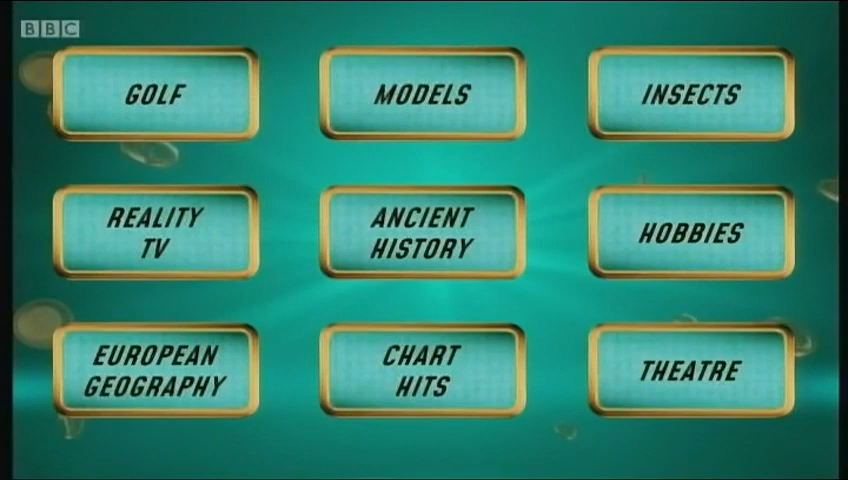 BBC
GOLF
MODELS
INSECTS
REALITY
TV
ANCIENT
HISTORY
HOBBIES
EUROPEAN
GEOGRAPHY
CHART
HITS
THEATRE